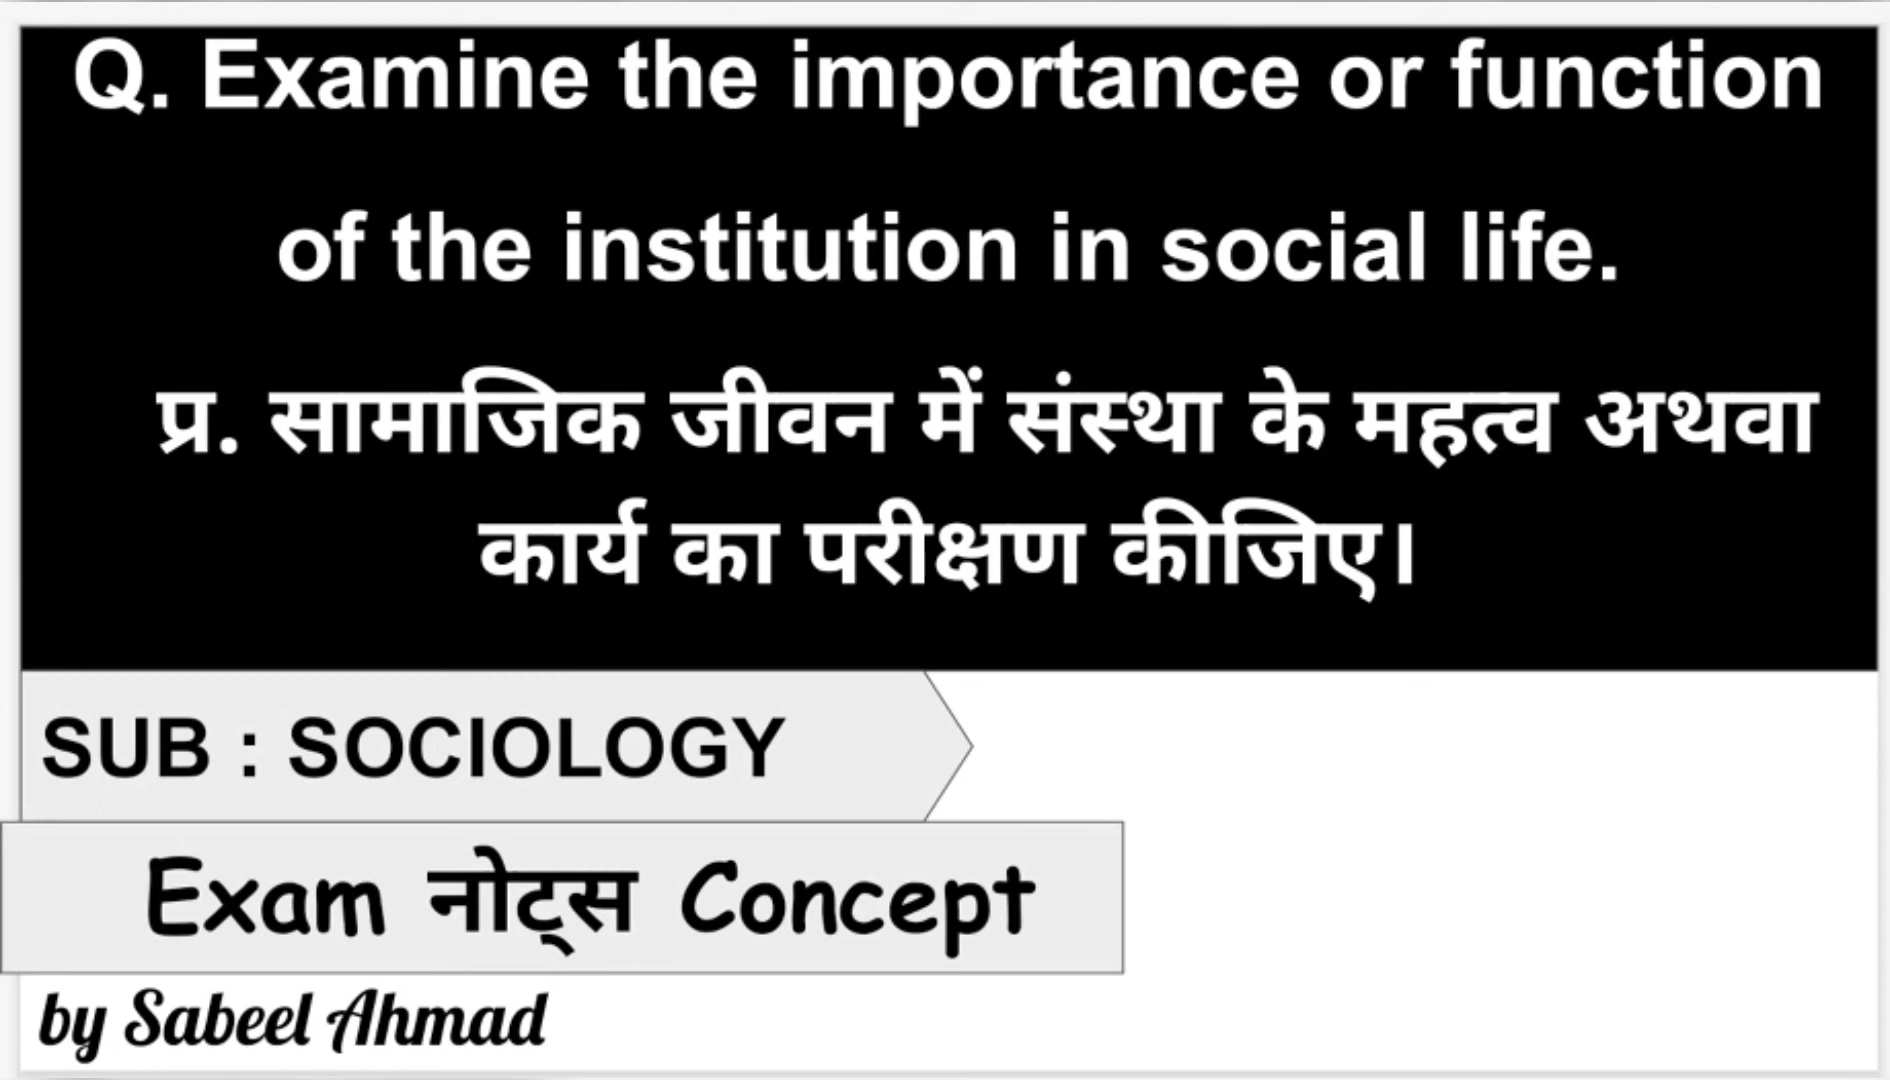 Q. Examine the importance or function
of the institution in social life.
प्र. सामाजिक जीवन में संस्था के महत्व अथवा
कार्य का परीक्षण कीजिए।
SUB : SOCIOLOGY
Exam नोट्स Concept
by Sabeel Ahmad